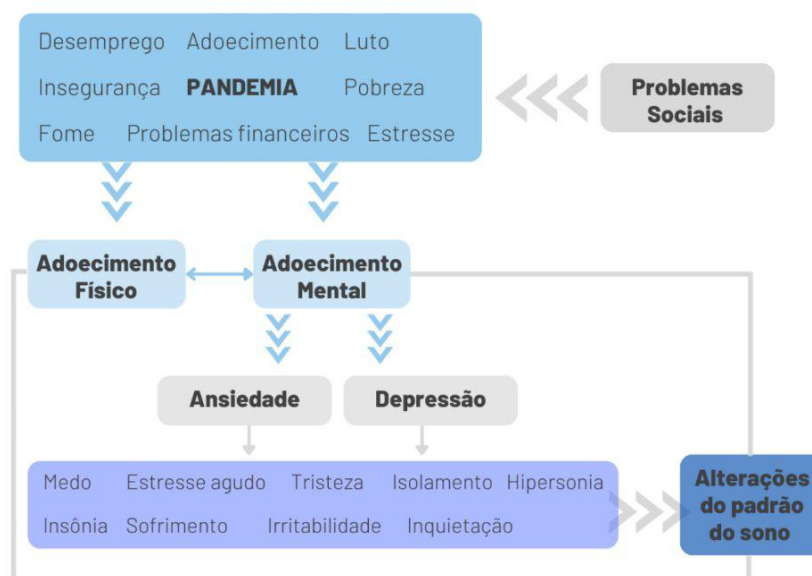 Desemprego Adoecimento Luto
Insegurança PANDEMIA Pobreza
Fome Problemas financeiros Estresse
Problemas
Sociais
Adoecimento
Físico
Adoecimento
Mental
Ansiedade
Depressão
Medo Estresse agudo Tristeza Isolamento Hipersonia
Insônia Sofrimento Irritabilidade Inquietação
Alterações
do padrão
do sono